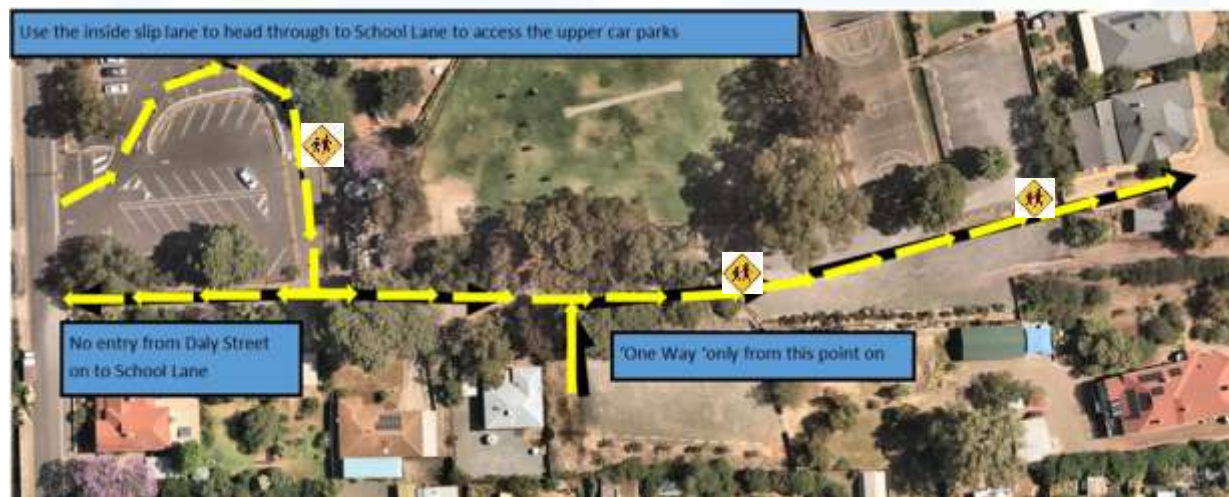 Use the inside slip lane to head through to School Lane to access the upper car parks
No entry from Daly Street
on to School Lane
'One Way 'only from this point on